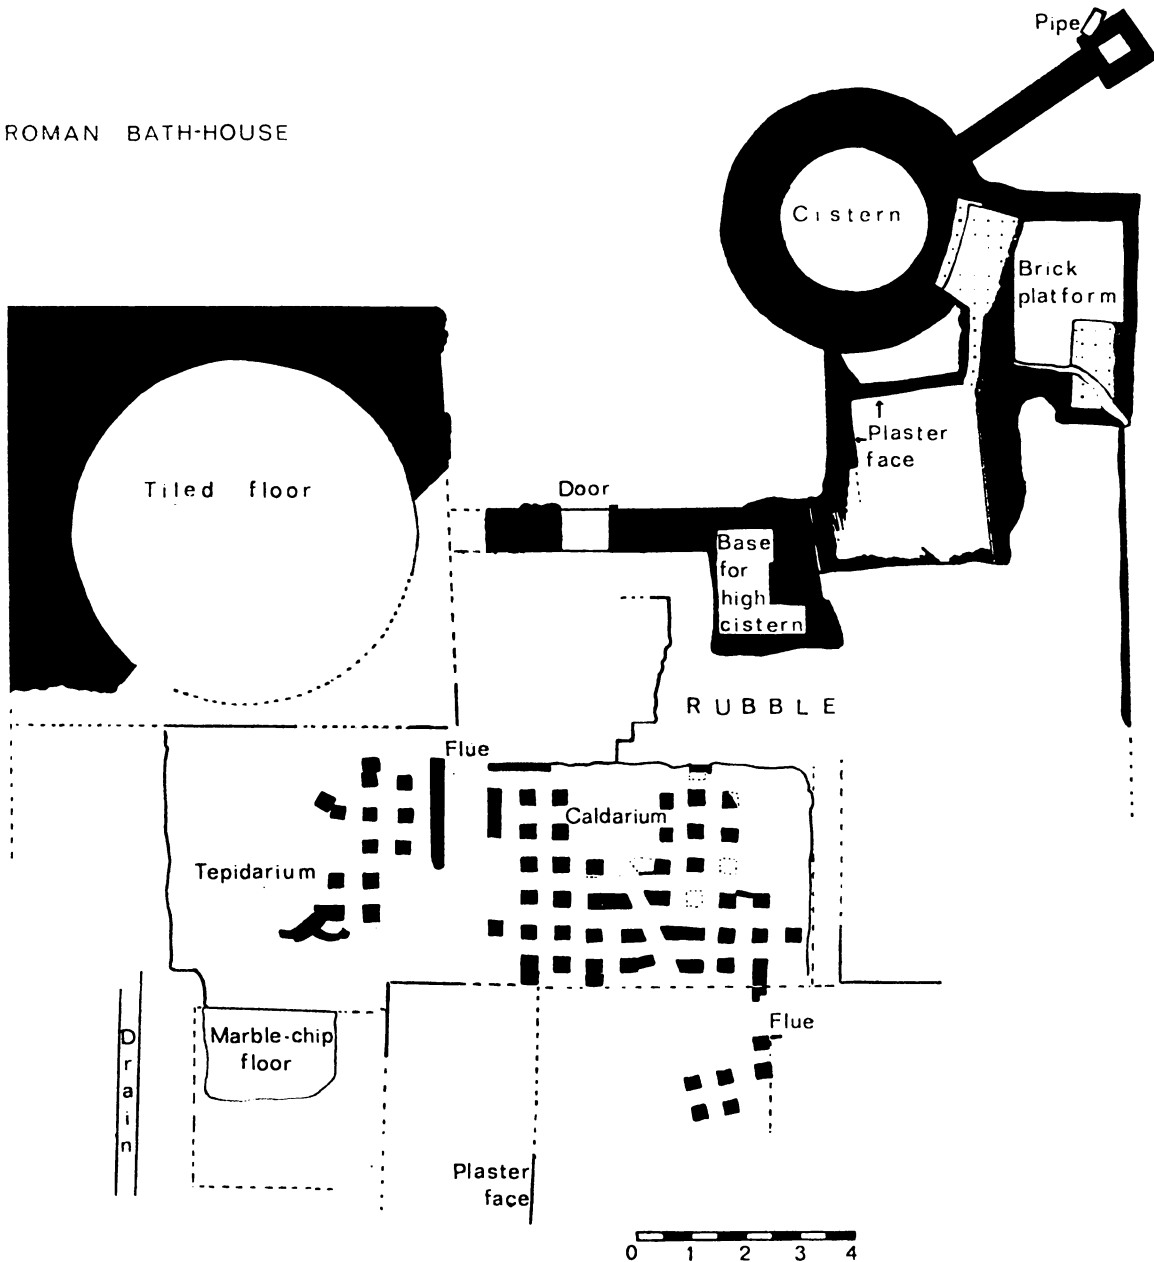 Pipe
ROMAN BATH-HOUSE
Cistern
Brick
platform
Plaster
face
Tiled floor
Door
Base
for
high
cistern
RUBBLE
Flue
Caldarium
Tepidarium
Flue
Marble-chip
floor
Drain
Plaster
face
0 1 2 3 4